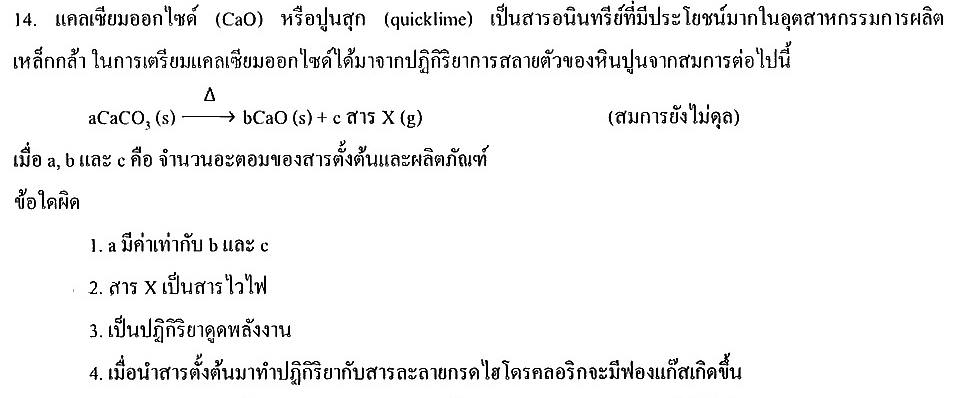 14. แคลเซียมออกไซด์ (CaO) หรือปูนสุก (quicklime) เป็นสารอนินทรีย์ที่มีประโยชน์มากในอุตสาหกรรมการผลิต
เหล็กกล้า ในการเตรียมแคลเซียมออกไซด์ได้มาจากปฏิกิริยาการสลายตัวของหินปูนจากสมการต่อไปนี้
Δ
aCaCO₃ (s) ⟶ bCaO (s) + c สาร X (g) (สมการยังไม่ดุล)
เมื่อ a, b และ c คือ จำนวนอะตอมของสารตั้งต้นและผลิตภัณฑ์
ข้อใดผิด
1. a มีค่าเท่ากับ b และ c
2. สาร X เป็นสารไวไฟ
3. เป็นปฏิกิริยาดูดพลังงาน
4. เมื่อนำสารตั้งต้นมาทำปฏิกิริยากับสารละลายกรดไฮโดรคลอริกจะมีฟองแก๊สเกิดขึ้น